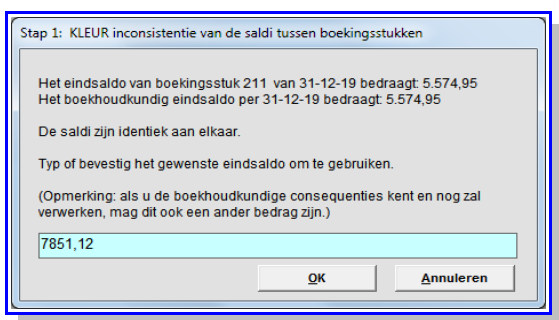 Stap 1: KLEUR inconsistentie van de saldi tussen boekingsstukken
Het eindsaldo van boekingsstuk 211 van 31-12-19 bedraagt: 5.574,95
Het boekhoudkundig eindsaldo per 31-12-19 bedraagt: 5.574,95
De saldi zijn identiek aan elkaar.
Typ of bevestig het gewenste eindsaldo om te gebruiken.
(Opmerking: als u de boekhoudkundige consequenties kent en nog zal
verwerken, mag dit ook een ander bedrag zijn.)
7851,12
OK
Annuleren